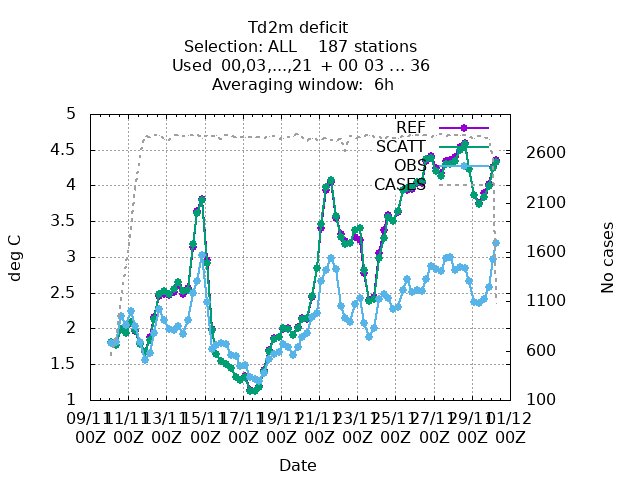 Td2m deficit
Selection: ALL    187 stations
Used  00,03,...,21  + 00 03 ... 36
Averaging window:  6h
REF
SCATT
OBS
CASES
5
4.5
4
3.5
3
2.5
2
1.5
1
deg C
2600
2100
1600
1100
600
100
No cases
09/11 11/11 13/11 15/11 17/11 19/11 21/11 23/11 25/11 27/11 29/11 01/12
00Z 00Z 00Z 00Z 00Z 00Z 00Z 00Z 00Z 00Z 00Z 00Z
Date